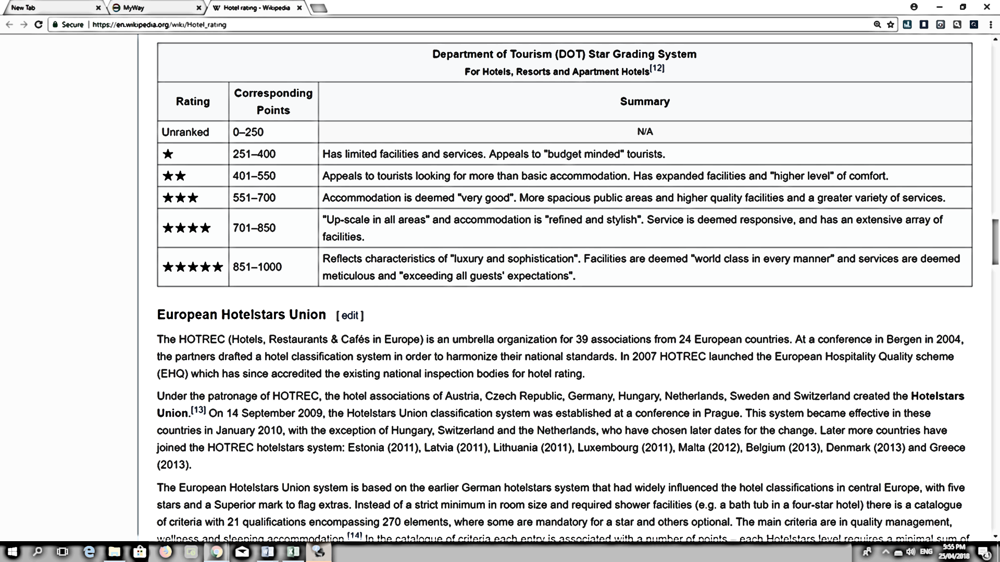 New Tab
MyWay
Hotel rating - Wikipedia
Secure | https://en.wikipedia.org/wiki/Hotel_rating
Department of Tourism (DOT) Star Grading System
For Hotels, Resorts and Apartment Hotels[12]
Rating
Corresponding
Points
Summary
Unranked 0–250 N/A
★ 251–400 Has limited facilities and services. Appeals to "budget minded" tourists.
★★ 401–550 Appeals to tourists looking for more than basic accommodation. Has expanded facilities and "higher level" of comfort.
★★★ 551–700 Accommodation is deemed "very good". More spacious public areas and higher quality facilities and a greater variety of services.
★★★★ 701–850 "Up-scale in all areas" and accommodation is "refined and stylish". Service is deemed responsive, and has an extensive array of
facilities.
★★★★★ 851–1000 Reflects characteristics of "luxury and sophistication". Facilities are deemed "world class in every manner" and services are deemed
meticulous and "exceeding all guests' expectations".
European Hotelstars Union [ edit ]
The HOTREC (Hotels, Restaurants & Cafés in Europe) is an umbrella organization for 39 associations from 24 European countries. At a conference in Bergen in 2004,
the partners drafted a hotel classification system in order to harmonize their national standards. In 2007 HOTREC launched the European Hospitality Quality scheme
(EHQ) which has since accredited the existing national inspection bodies for hotel rating.
Under the patronage of HOTREC, the hotel associations of Austria, Czech Republic, Germany, Hungary, Netherlands, Sweden and Switzerland created the Hotelstars
Union.[13] On 14 September 2009, the Hotelstars Union classification system was established at a conference in Prague. This system became effective in these
countries in January 2010, with the exception of Hungary, Switzerland and the Netherlands, who have chosen later dates for the change. Later more countries have
joined the HOTREC hotelstars system: Estonia (2011), Latvia (2011), Lithuania (2011), Luxembourg (2011), Malta (2012), Belgium (2013), Denmark (2013) and Greece
(2013).
The European Hotelstars Union system is based on the earlier German hotelstars system that had widely influenced the hotel classifications in central Europe, with five
stars and a Superior mark to flag extras. Instead of a strict minimum in room size and required shower facilities (e.g. a bath tub in a four-star hotel) there is a catalogue
of criteria with 21 qualifications encompassing 270 elements, where some are mandatory for a star and others optional. The main criteria are in quality management,
wellness and sleeping accommodation.[14] In the catalogue of criteria each entry is associated with a number of points – each Hotelstars level requires a minimal sum of
ENG
5:55 PM
25/04/2018
4